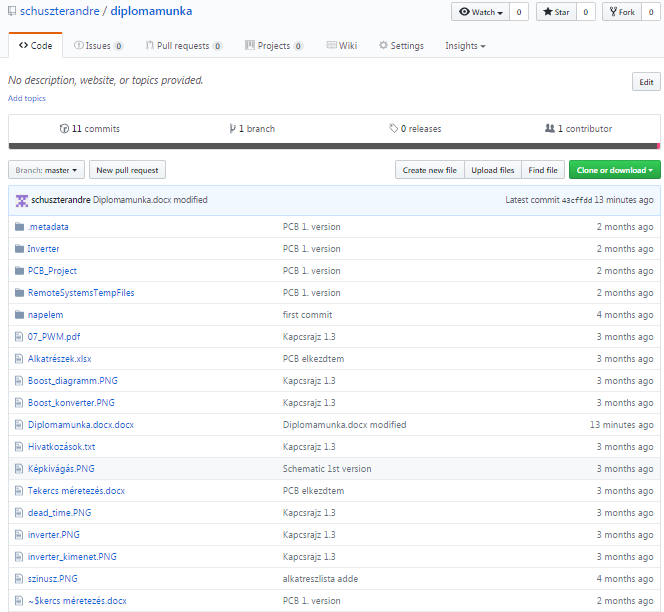 schuszterandre / diplomamunka Watch 0 Star 0 Fork 0
Code Issues 0 Pull requests 0 Projects 0 Wiki Settings Insights
No description, website, or topics provided. Edit
Add topics
11 commits 1 branch 0 releases 1 contributor
Branch: master New pull request Create new file Upload files Find file Clone or download
schuszterandre Diplomamunka.docx modified Latest commit 43cffdd 13 minutes ago
.metadata PCB 1. version 2 months ago
Inverter PCB 1. version 2 months ago
PCB_Project PCB 1. version 2 months ago
RemoteSystemsTempFiles PCB 1. version 2 months ago
napelem first commit 4 months ago
07_PWM.pdf Kapcsrajz 1.3 3 months ago
Alkatrészek.xlsx PCB elkezdtem 3 months ago
Boost_diagramm.PNG Kapcsrajz 1.3 3 months ago
Boost_konverter.PNG Kapcsrajz 1.3 3 months ago
Diplomamunka.docx.docx Diplomamunka.docx modified 13 minutes ago
Hivatkozások.txt Kapcsrajz 1.3 3 months ago
Képkivágás.PNG Schematic 1st version 3 months ago
Tekercs méretezés.docx PCB elkezdtem 3 months ago
dead_time.PNG Kapcsrajz 1.3 3 months ago
inverter.PNG Kapcsrajz 1.3 3 months ago
inverter_kimenet.PNG Kapcsrajz 1.3 3 months ago
szinusz.PNG alkatreszlista adde 4 months ago
~$kercs méretezés.docx PCB 1. version 2 months ago